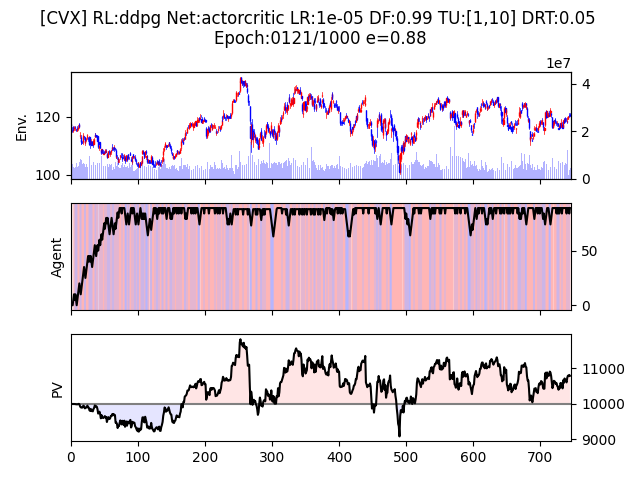 [CVX] RL:ddpg Net:actorcritic LR:1e-05 DF:0.99 TU:[1,10] DRT:0.05
Epoch:0121/1000 e=0.88
1e7
Env.
120
100
4
2
0
Agent
50
0
PV
11000
10000
9000
0 100 200 300 400 500 600 700